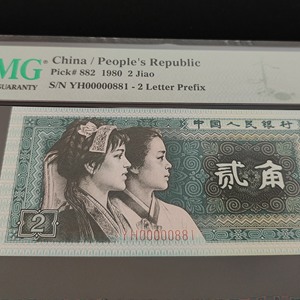 MG
China / People's Republic
GUARANTY
Pick# 882 1980 2 Jiao
S/N YH00000881 - 2 Letter Prefix
中国人民银行
贰角
2
YH00000881